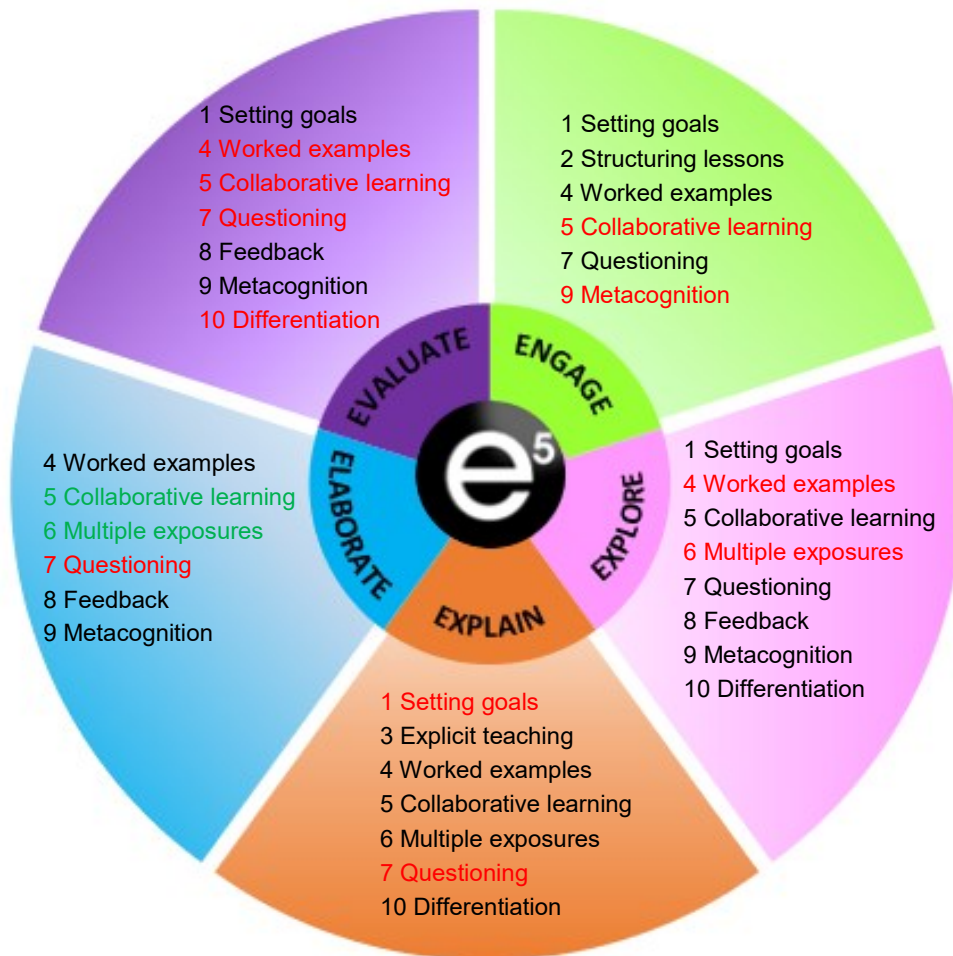 1 Setting goals
4 Worked examples
5 Collaborative learning
7 Questioning
8 Feedback
9 Metacognition
10 Differentiation
1 Setting goals
2 Structuring lessons
4 Worked examples
5 Collaborative learning
7 Questioning
9 Metacognition
EVALUATE
ENGAGE
e5
ELABORATE
EXPLORE
EXPLAIN
4 Worked examples
5 Collaborative learning
6 Multiple exposures
7 Questioning
8 Feedback
9 Metacognition
1 Setting goals
4 Worked examples
5 Collaborative learning
6 Multiple exposures
7 Questioning
8 Feedback
9 Metacognition
10 Differentiation
1 Setting goals
3 Explicit teaching
4 Worked examples
5 Collaborative learning
6 Multiple exposures
7 Questioning
10 Differentiation